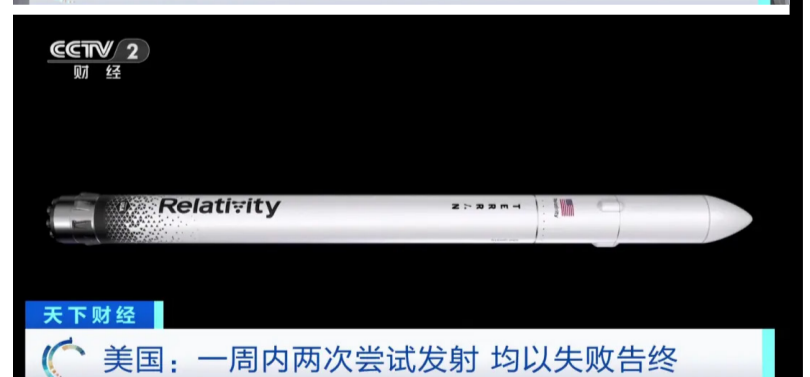 CCTV 2
财经
Relativity
TERRAN
天下财经
美国：一周内两次尝试发射 均以失败告终